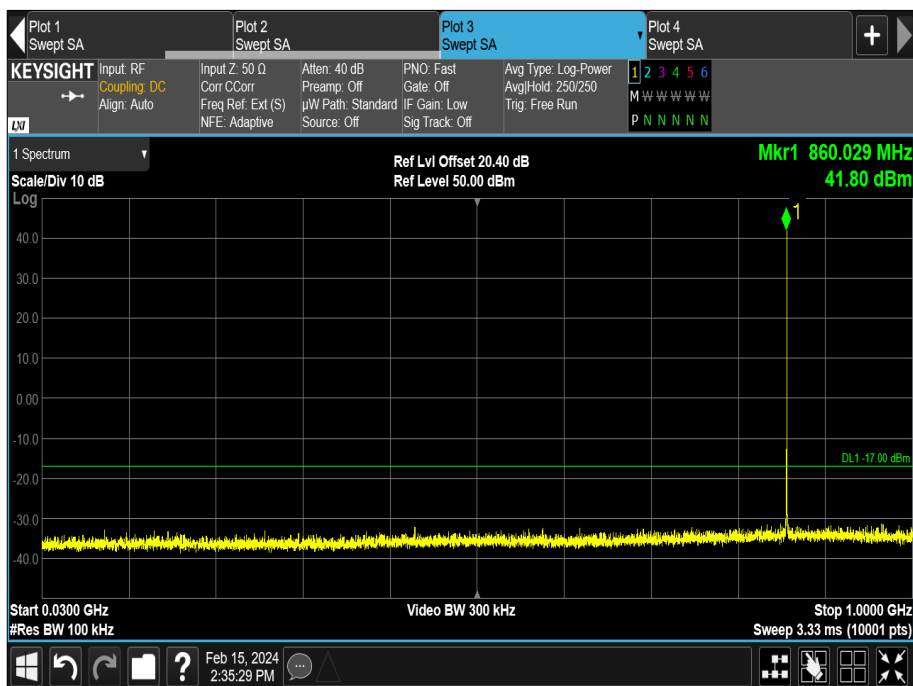 Plot 1
Swept SA
Plot 2
Swept SA
Plot 3
Swept SA
Plot 4
Swept SA
+
KEYSIGHT
LXI
Input: RF
Coupling: DC
Align: Auto
Input Z: 50 Ω
Corr CCorr
Freq Ref: Ext (S)
NFE: Adaptive
Atten: 40 dB
Preamp: Off
µW Path: Standard
Source: Off
PNO: Fast
Gate: Off
IF Gain: Low
Sig Track: Off
Avg Type: Log-Power
Avg|Hold: 250/250
Trig: Free Run
1 2 3 4 5 6
M W W W W W
P N N N N N
1 Spectrum
Scale/Div 10 dB
Ref Lvl Offset 20.40 dB
Ref Level 50.00 dBm
Mkr1 860.029 MHz
41.80 dBm
Log
1
40.0
30.0
20.0
10.0
0.00
-10.0
DL1 -17.00 dBm
-20.0
-30.0
-40.0
Start 0.0300 GHz
Video BW 300 kHz
Stop 1.0000 GHz
#Res BW 100 kHz
Sweep 3.33 ms (10001 pts)
?
Feb 15, 2024
2:35:29 PM